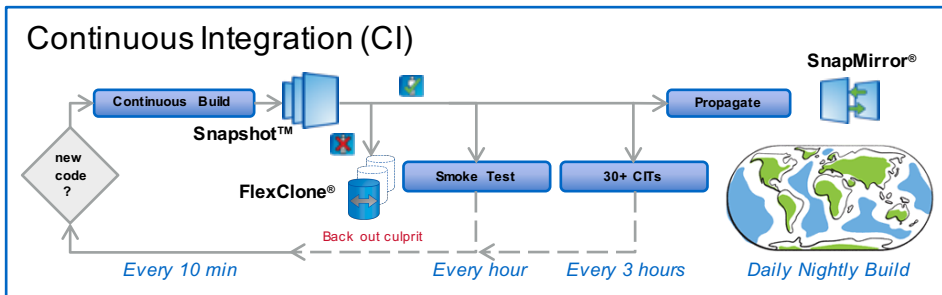 Continuous Integration (CI)
SnapMirror®
Continuous Build
Propagate
Snapshot™
new
code
?
FlexClone®
Smoke Test
30+ CITs
Back out culprit
Every 10 min
Every hour
Every 3 hours
Daily Nightly Build